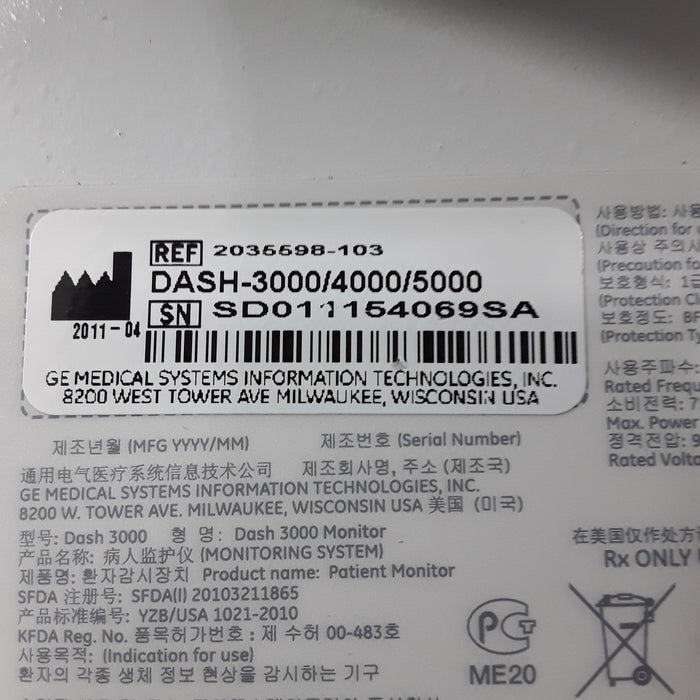 REF 2035598-103
DASH-3000/4000/5000
SN SD011154069SA
2011-04
GE MEDICAL SYSTEMS INFORMATION TECHNOLOGIES, INC.
8200 WEST TOWER AVE MILWAUKEE, WISCONSIN USA
제조년월 (MFG YYYY/MM) 제조번호 (Serial Number)
通用电气医疗系统信息技术公司 제조회사명, 주소 (제조국)
GE MEDICAL SYSTEMS INFORMATION TECHNOLOGIES, INC.
8200 W. TOWER AVE. MILWAUKEE, WISCONSIN USA 美国 (미국)
型号: Dash 3000 형 명: Dash 3000 Monitor
产品名称: 病人监护仪 (MONITORING SYSTEM)
제품명: 환자감시장치 Product name: Patient Monitor
SFDA 注册号: SFDA(I) 20103211865
产品标准编号: YZB/USA 1021-2010
KFDA Reg. No. 품목허가번호 : 제 수허 00-483호
사용목적: (Indication for use)
환자의 각종 생체 정보 현상을 감시하는 기구
사용방법:
(Direction for
사용상 주의사
(Precaution
보호형식: 1급
(Protection
보호정도: BF
(Protection
사용주파수:
Rated
소비전력:
Max. Power
정격전압:
Rated
在美国仅作处方
Rx ONLY
PC
ME20